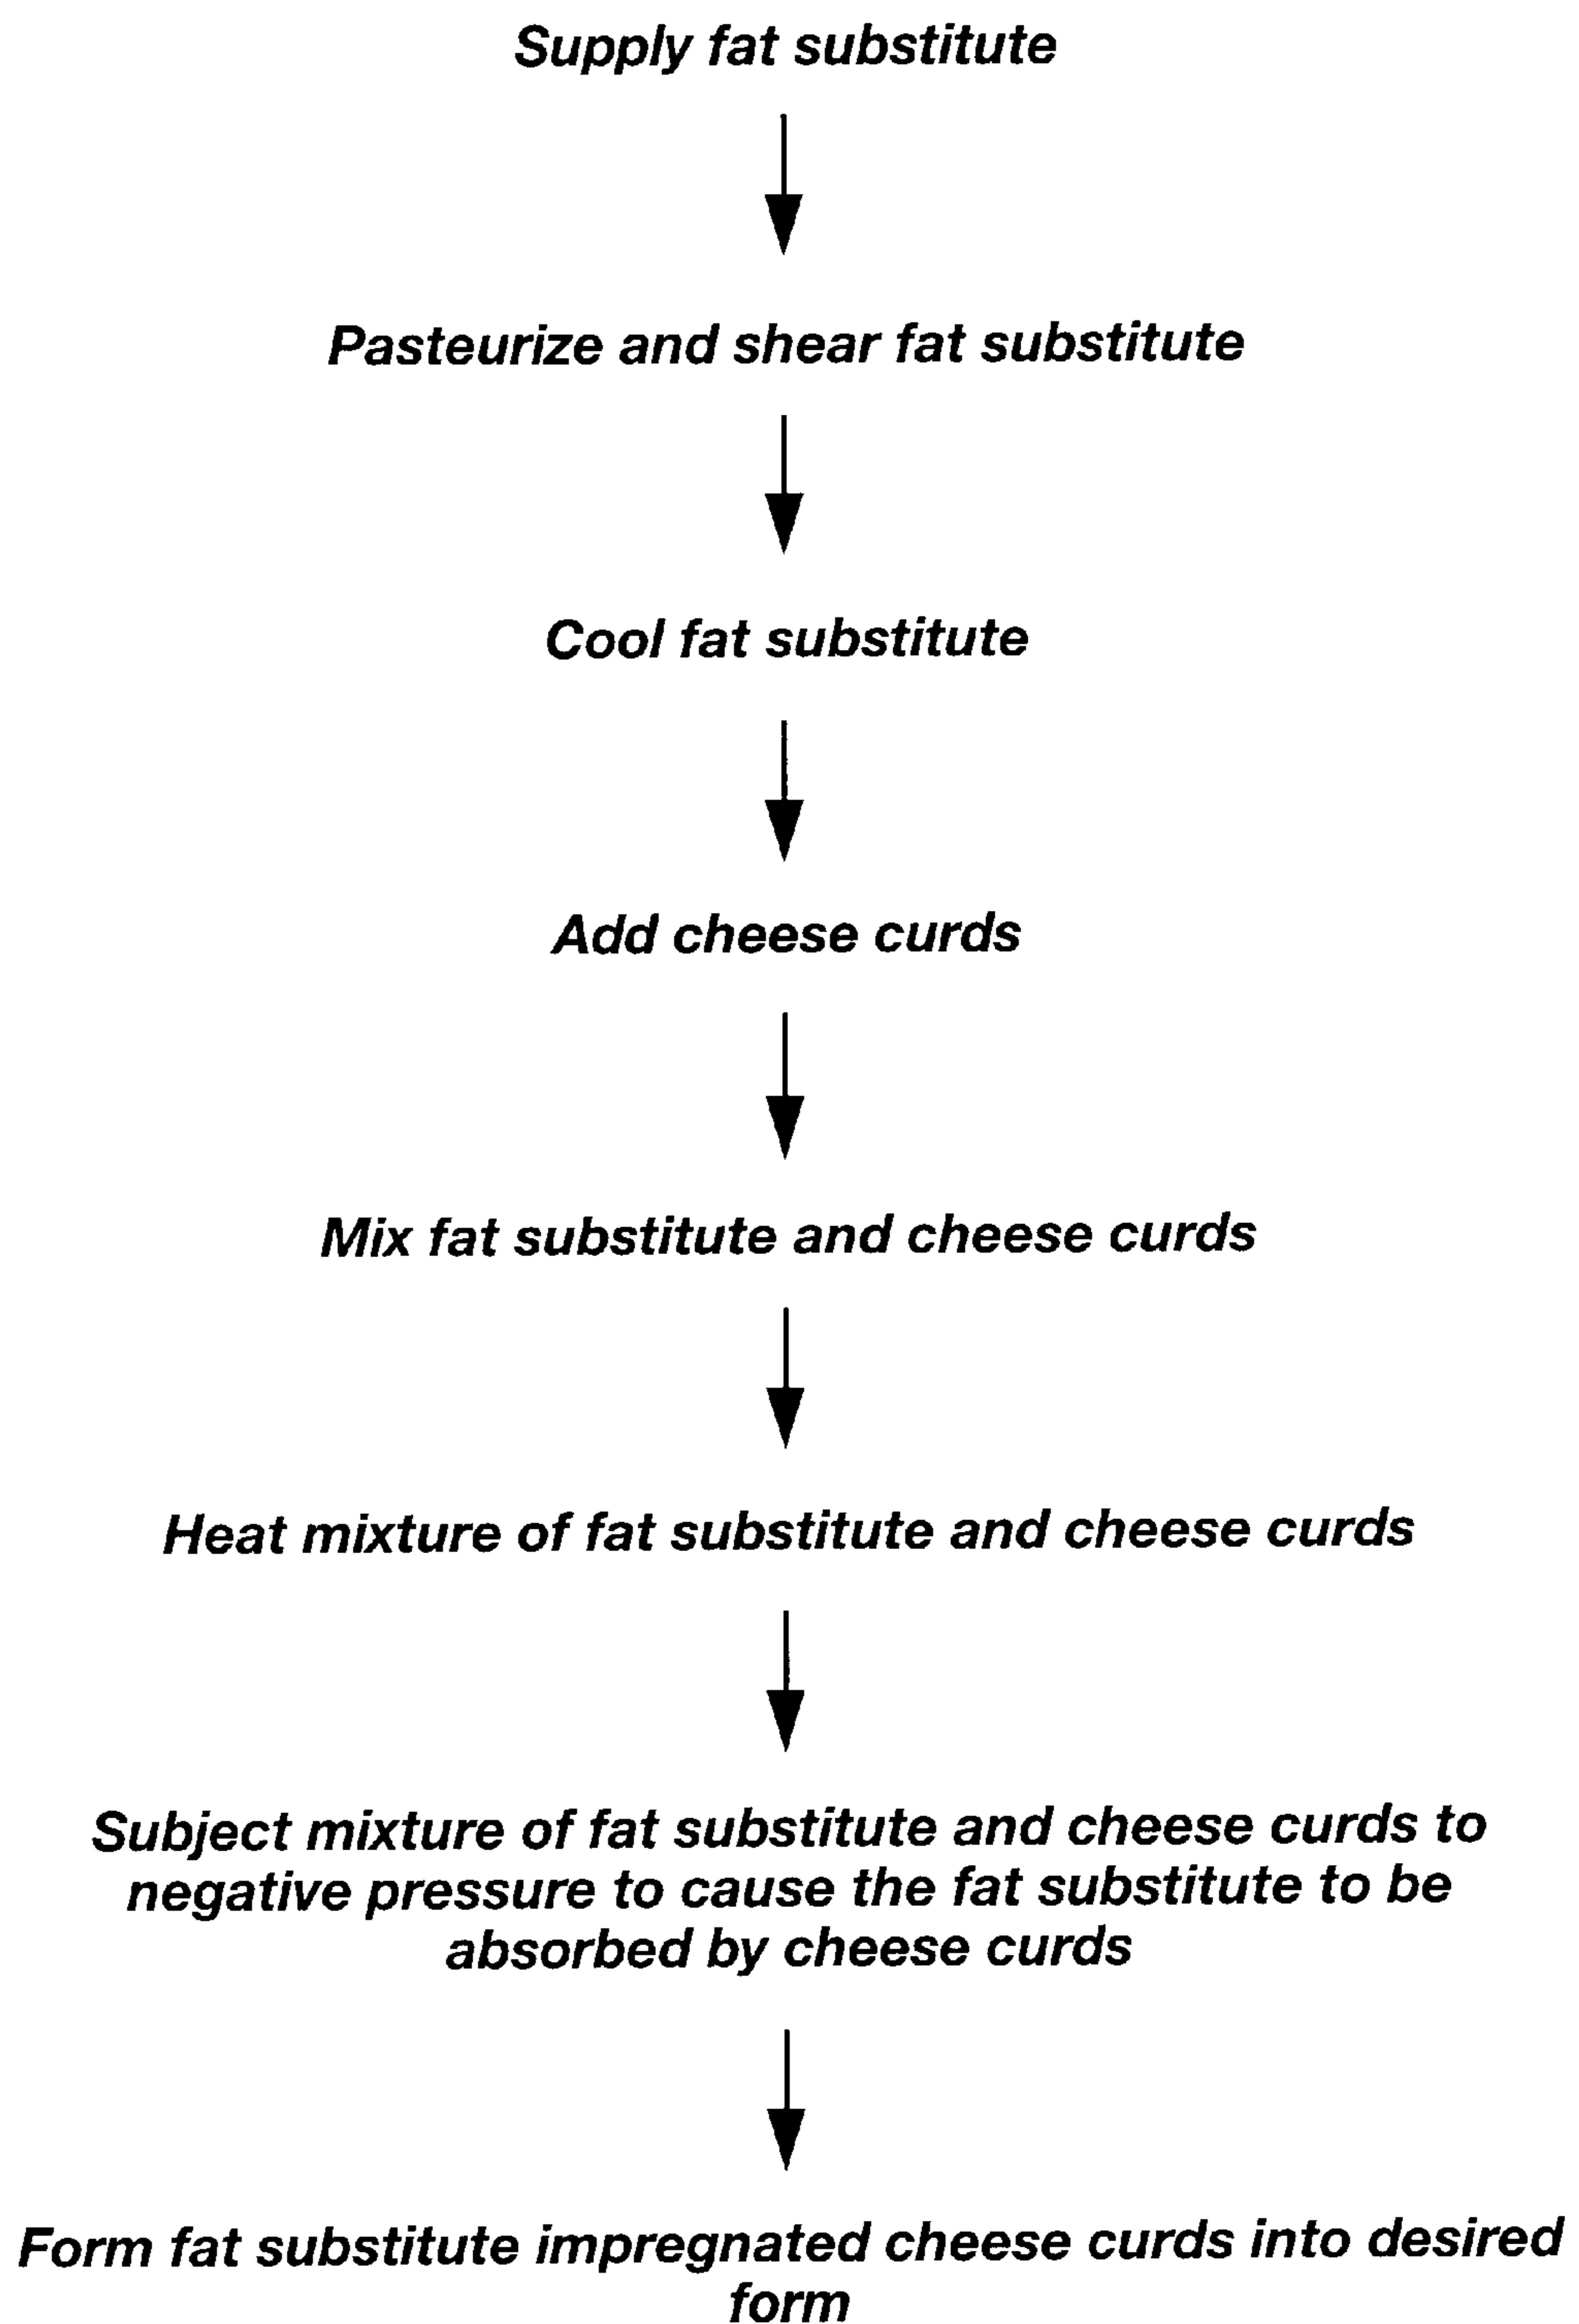 Supply fat substitute
Pasteurize and shear fat substitute
Cool fat substitute
Add cheese curds
Mix fat substitute and cheese curds
Heat mixture of fat substitute and cheese curds
Subject mixture of fat substitute and cheese curds to
negative pressure to cause the fat substitute to be
absorbed by cheese curds
Form fat substitute impregnated cheese curds into desired
form